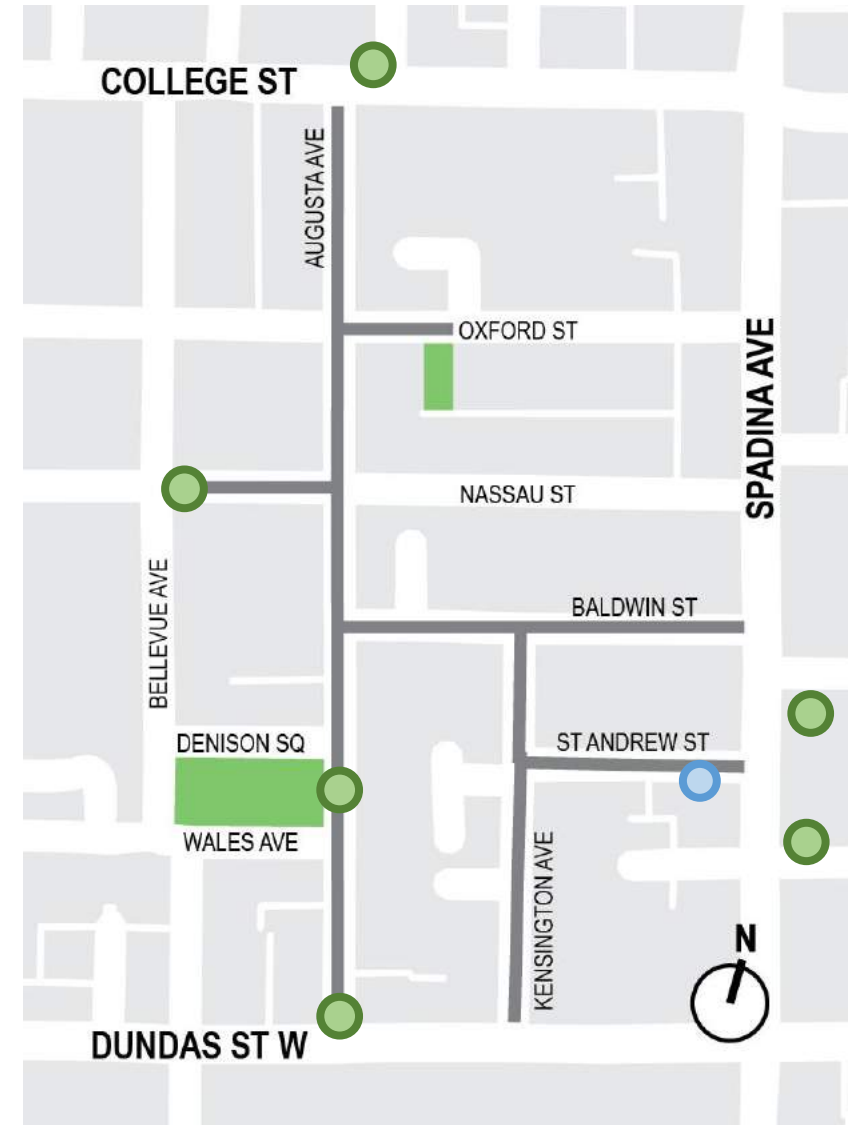 COLLEGE ST
AUGUSTA AVE
OXFORD ST
SPADINA AVE
NASSAU ST
BELLEVUE AVE
BALDWIN ST
DENISON SQ
ST ANDREW ST
WALES AVE
KENSINGTON AVE
N
DUNDAS ST W